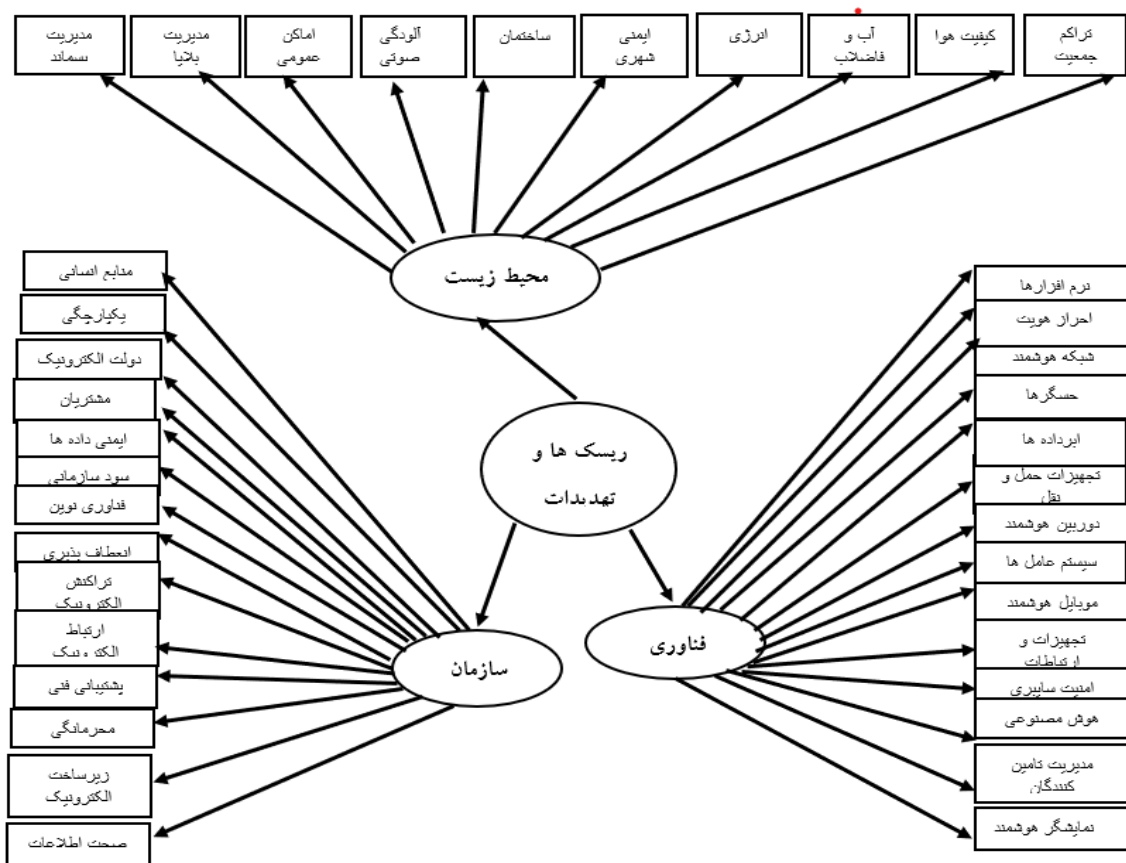 تراکم
جمعیت
کیفیت هوا
آب و
فاضلاب
انرژی
ایمنی
شهری
ساختمان
آلودگی
صوتی
اماکن
عمومی
مدیریت
بلایا
مدیریت
پسماند
محیط زیست
ریسک ها و
تهدیدات
فناوری
سازمان
نرم افزارها
احراز هویت
شبکه هوشمند
حسگرها
ابرداده ها
تجهیزات حمل و
نقل
دوربین هوشمند
سیستم عامل ها
موبایل هوشمند
تجهیزات و
ارتباطات
امنیت سایبری
هوش مصنوعی
مدیریت تامین
کنندگان
نمایشگر هوشمند
منابع انسانی
یکپارچگی
دولت الکترونیک
مشتریان
ایمنی داده ها
سود سازمانی
فناوری نوین
انعطاف پذیری
تراکنش
الکترونیک
ارتباط
الکترونیک
پشتیبانی فنی
محرمانگی
زیرساخت
الکترونیک
صحت اطلاعات